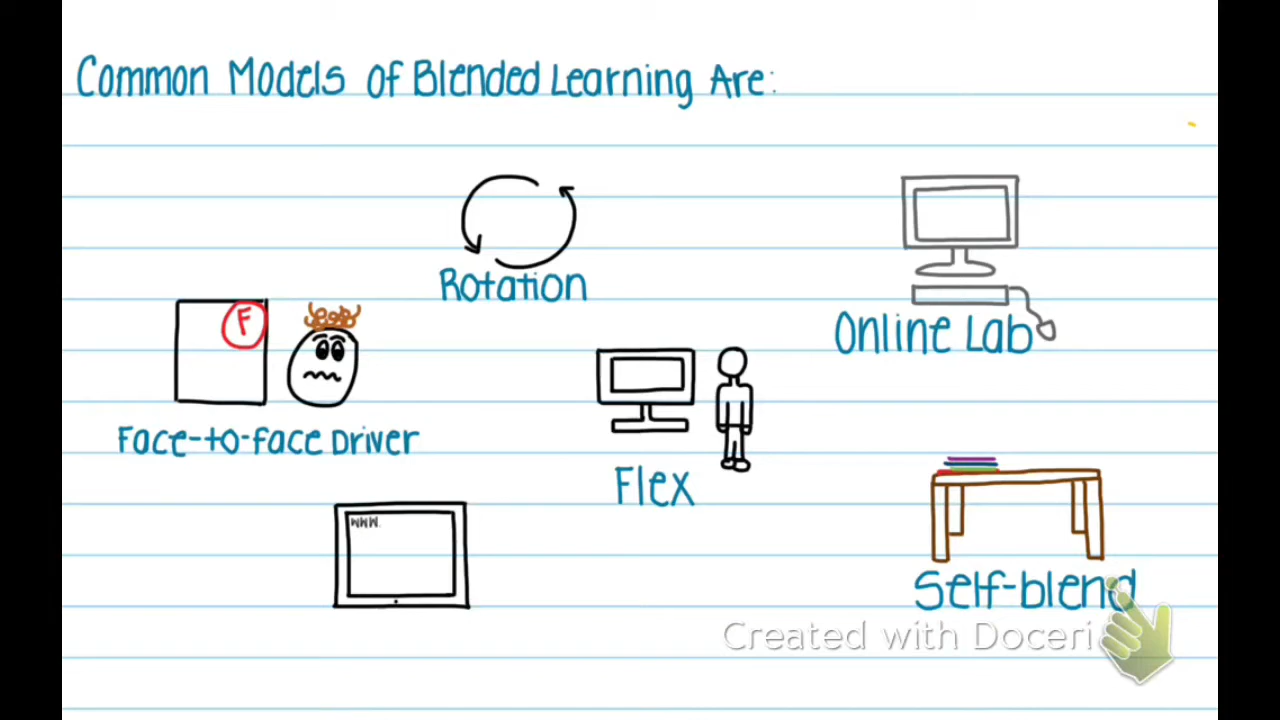 Common Models Of Blended Learning Are:
Rotation
Online Lab
F
Face-to-face Driver
Flex
WWW.
Self-blend
Created with Doceri